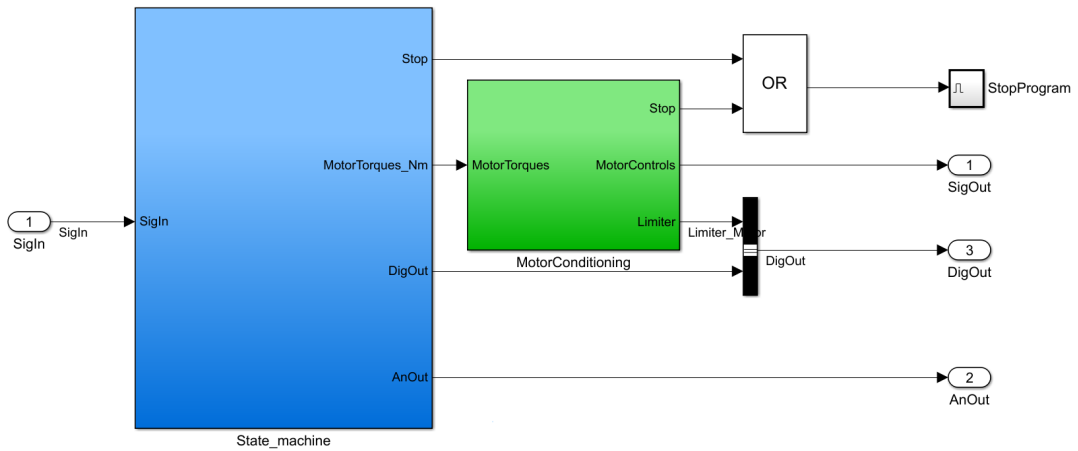 Stop
OR
StopProgram
Stop
MotorTorques_Nm
MotorTorques
MotorControls
1
SigOut
1
SigIn
SigIn
SigIn
Limiter
Limiter_Motor
MotorConditioning
DigOut
DigOut
3
DigOut
AnOut
2
AnOut
State_machine